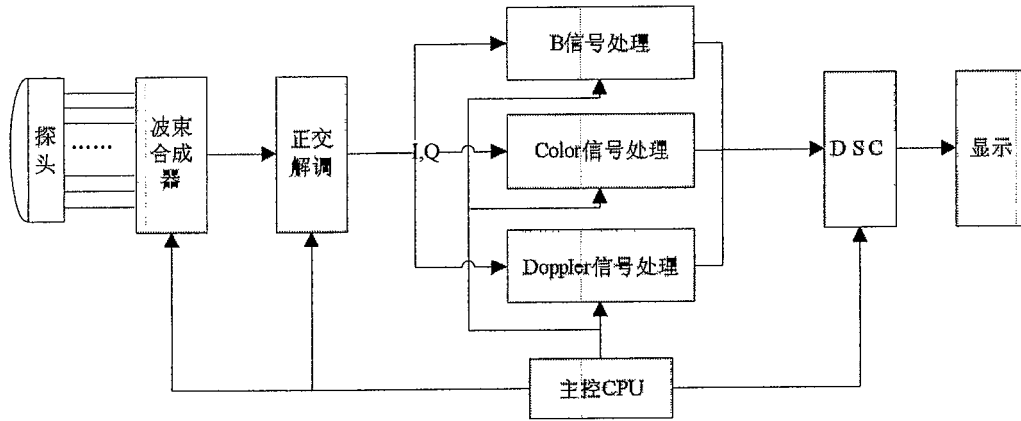 探
头
……
波束
合成
器
正交
解调
I,Q
B信号处理
Color信号处理
Doppler信号处理
D S C
显示
主控CPU